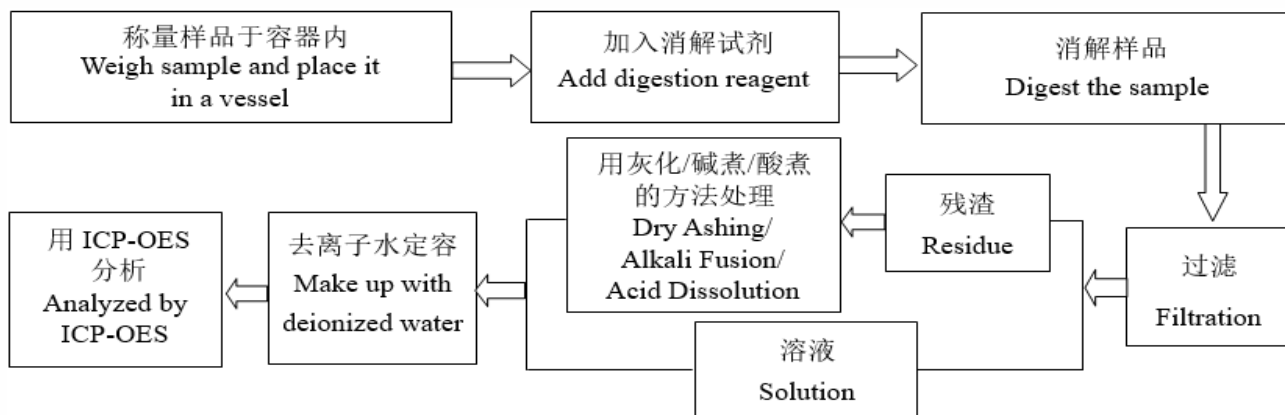 称量样品于容器内
Weigh sample and place it
in a vessel
加入消解试剂
Add digestion reagent
消解样品
Digest the sample
过滤
Filtration
残渣
Residue
用灰化/碱煮/酸煮
的方法处理
Dry Ashing/
Alkali Fusion/
Acid Dissolution
溶液
Solution
去离子水定容
Make up with
deionized water
用 ICP-OES
分析
Analyzed by
ICP-OES